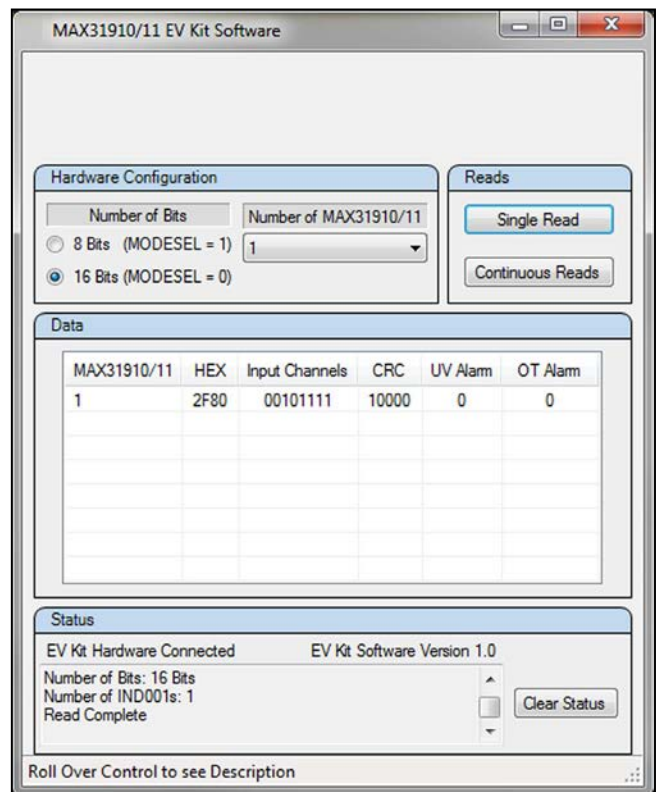 MAX31910/11 EV Kit Software
Hardware Configuration
Number of Bits
Number of MAX31910/11
8 Bits (MODESEL = 1)
1
16 Bits (MODESEL = 0)
Reads
Single Read
Continuous Reads
Data
MAX31910/11 HEX Input Channels CRC UV Alarm OT Alarm
1 2F80 00101111 10000 0 0
Status
EV Kit Hardware Connected
EV Kit Software Version 1.0
Number of Bits: 16 Bits
Number of IND001s: 1
Read Complete
Clear Status
Roll Over Control to see Description